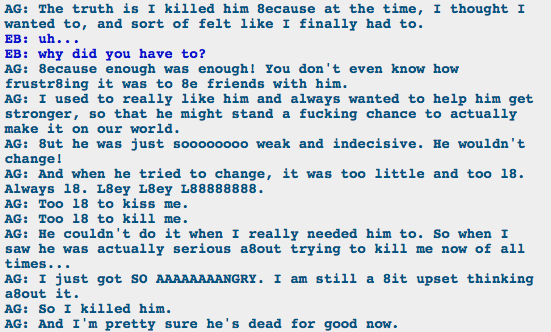 AG: The truth is I killed him 8ecause at the time, I thought I
wanted to, and sort of felt like I finally had to.
EB: uh...
EB: why did you have to?
AG: 8ecause enough was enough! You don't even know how
frustr8ing it was to 8e friends with him.
AG: I used to really like him and always wanted to help him get
stronger, so that he might stand a fucking chance to actually
make it on our world.
AG: 8ut he was just soooooooo weak and indecisive. He wouldn't
change!
AG: And when he tried to change, it was too little and too l8.
Always l8. L8ey L8ey L88888888.
AG: Too l8 to kiss me.
AG: Too l8 to kill me.
AG: He couldn't do it when I really needed him to. So when I
saw he was actually serious a8out trying to kill me now of all
times...
AG: I just got SO AAAAAAAANGRY. I am still a 8it upset thinking
a8out it.
AG: So I killed him.
AG: And I'm pretty sure he's dead for good now.